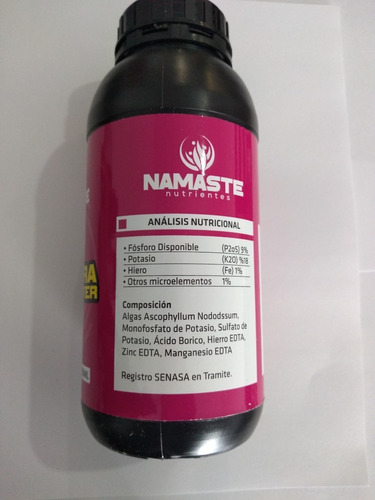 NAMASTE
nutrientes
ANÁLISIS NUTRICIONAL
• Fósforo Disponible (P2o5) 9%
• Potasio (K2O) %18
• Hiero (Fe) 1%
• Otros microelementos 1%
Composición
Algas Ascophyllum Nododssum,
Monofosfato de Potasio, Sulfato de
Potasio, Ácido Borico, Hierro EDTA,
Zinc EDTA, Manganesio EDTA
Registro SENASA en Tramite.